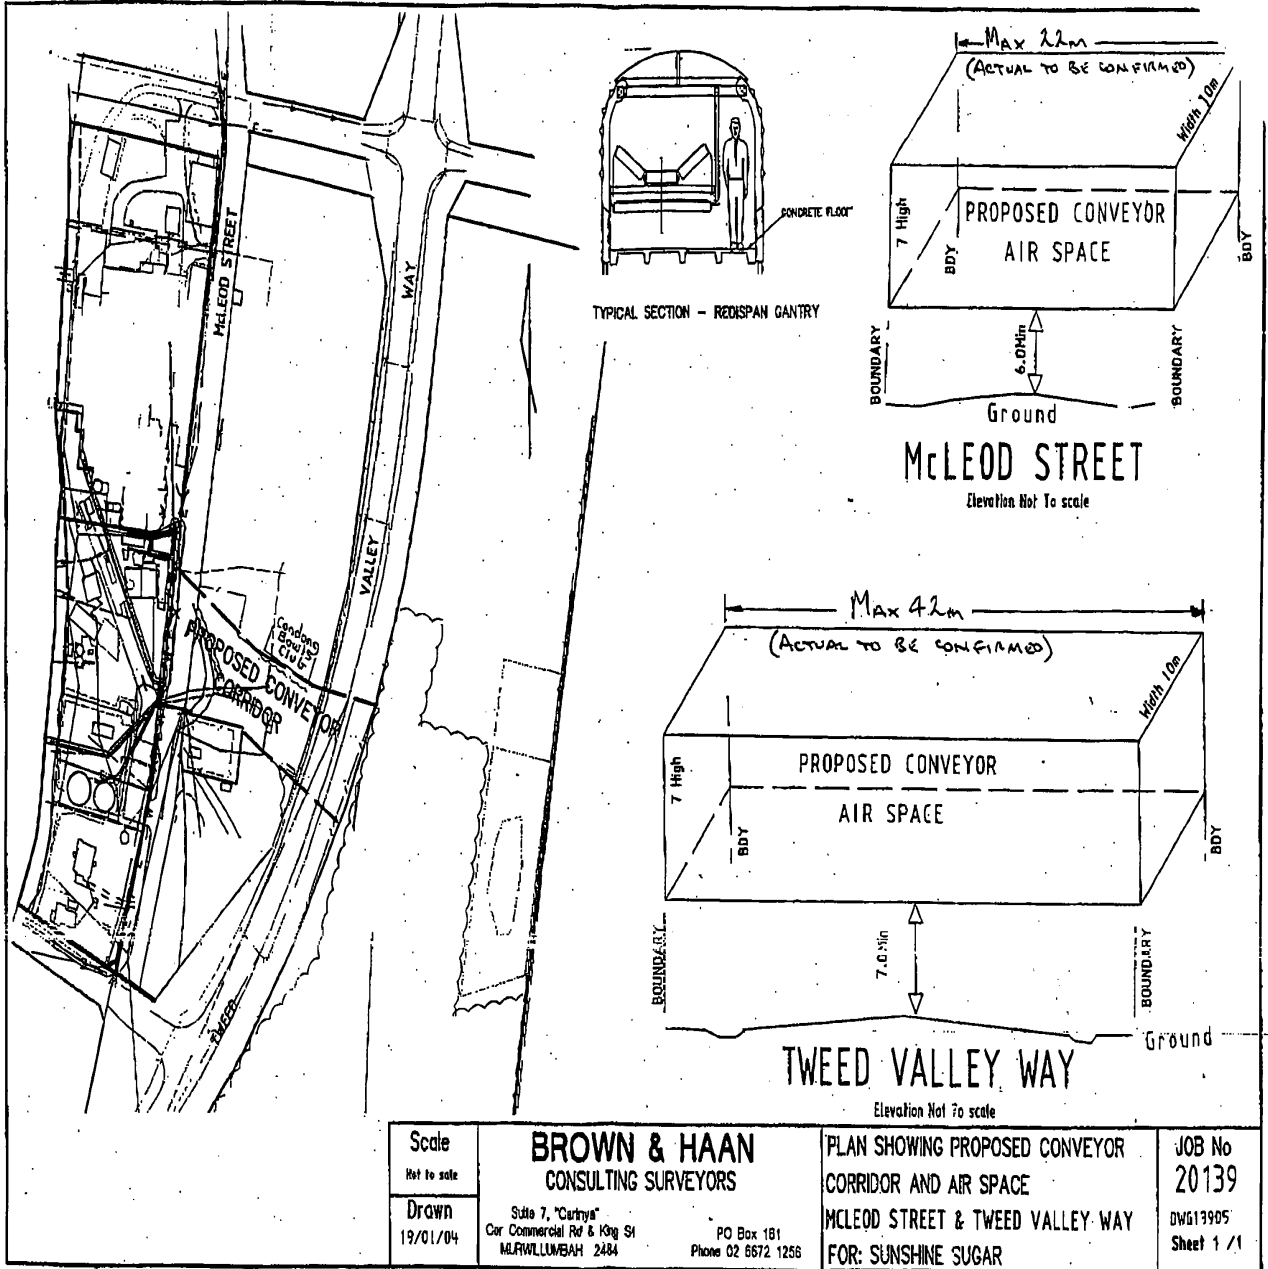 McLEOD STREET
WAY
VALLEY
TWEED
Condong
Bowls
Club
PROPOSED CONVEYOR
CORRIDOR
CONCRETE FLOOR
TYPICAL SECTION - REDISPAN GANTRY
MAX 22m
(ACTUAL TO BE CONFIRMED)
Width 10m
7 High
PROPOSED CONVEYOR
AIR SPACE
BDY
BDY
BOUNDARY
6.0Min
BOUNDARY
Ground
McLEOD STREET
Elevation Not To scale
MAX 42m
(ACTUAL TO BE CONFIRMED)
Width 10m
7 High
PROPOSED CONVEYOR
AIR SPACE
BDY
BDY
BOUNDARY
7.0Min
BOUNDARY
Ground
TWEED VALLEY WAY
Elevation Not To scale
Scale
Not to sale
Drawn
19/01/04
BROWN & HAAN
CONSULTING SURVEYORS
Suite 7, "Carinya"
Cor Commercial Rd & King St
MURWILLUMBAH 2484
PO Box 181
Phone 02 6672 1256
PLAN SHOWING PROPOSED CONVEYOR
CORRIDOR AND AIR SPACE
MCLEOD STREET & TWEED VALLEY WAY
FOR: SUNSHINE SUGAR
JOB No
20139
DWG13905
Sheet 1 /1